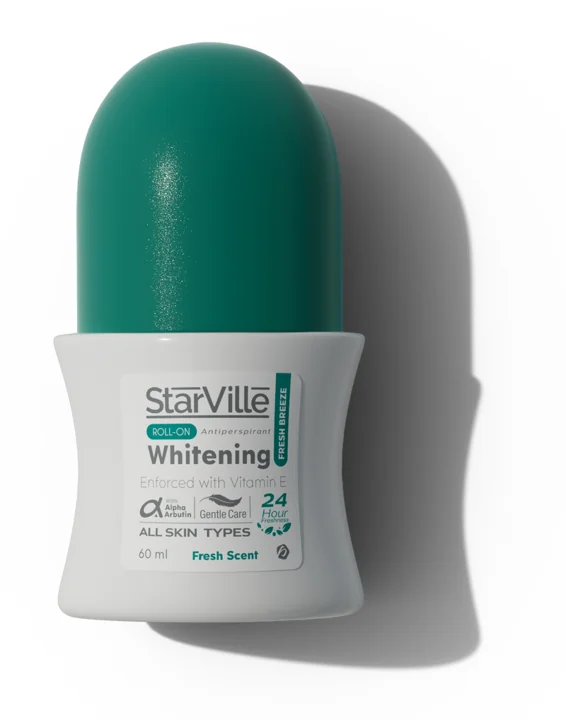 StarVille
ROLL-ON Antiperspirant
Whitening
FRESH BREEZE
Enforced with Vitamin E
α with Alpha Arbutin
Gentle Care
24
Hour
Freshness
ALL SKIN TYPES
60 ml
Fresh Scent